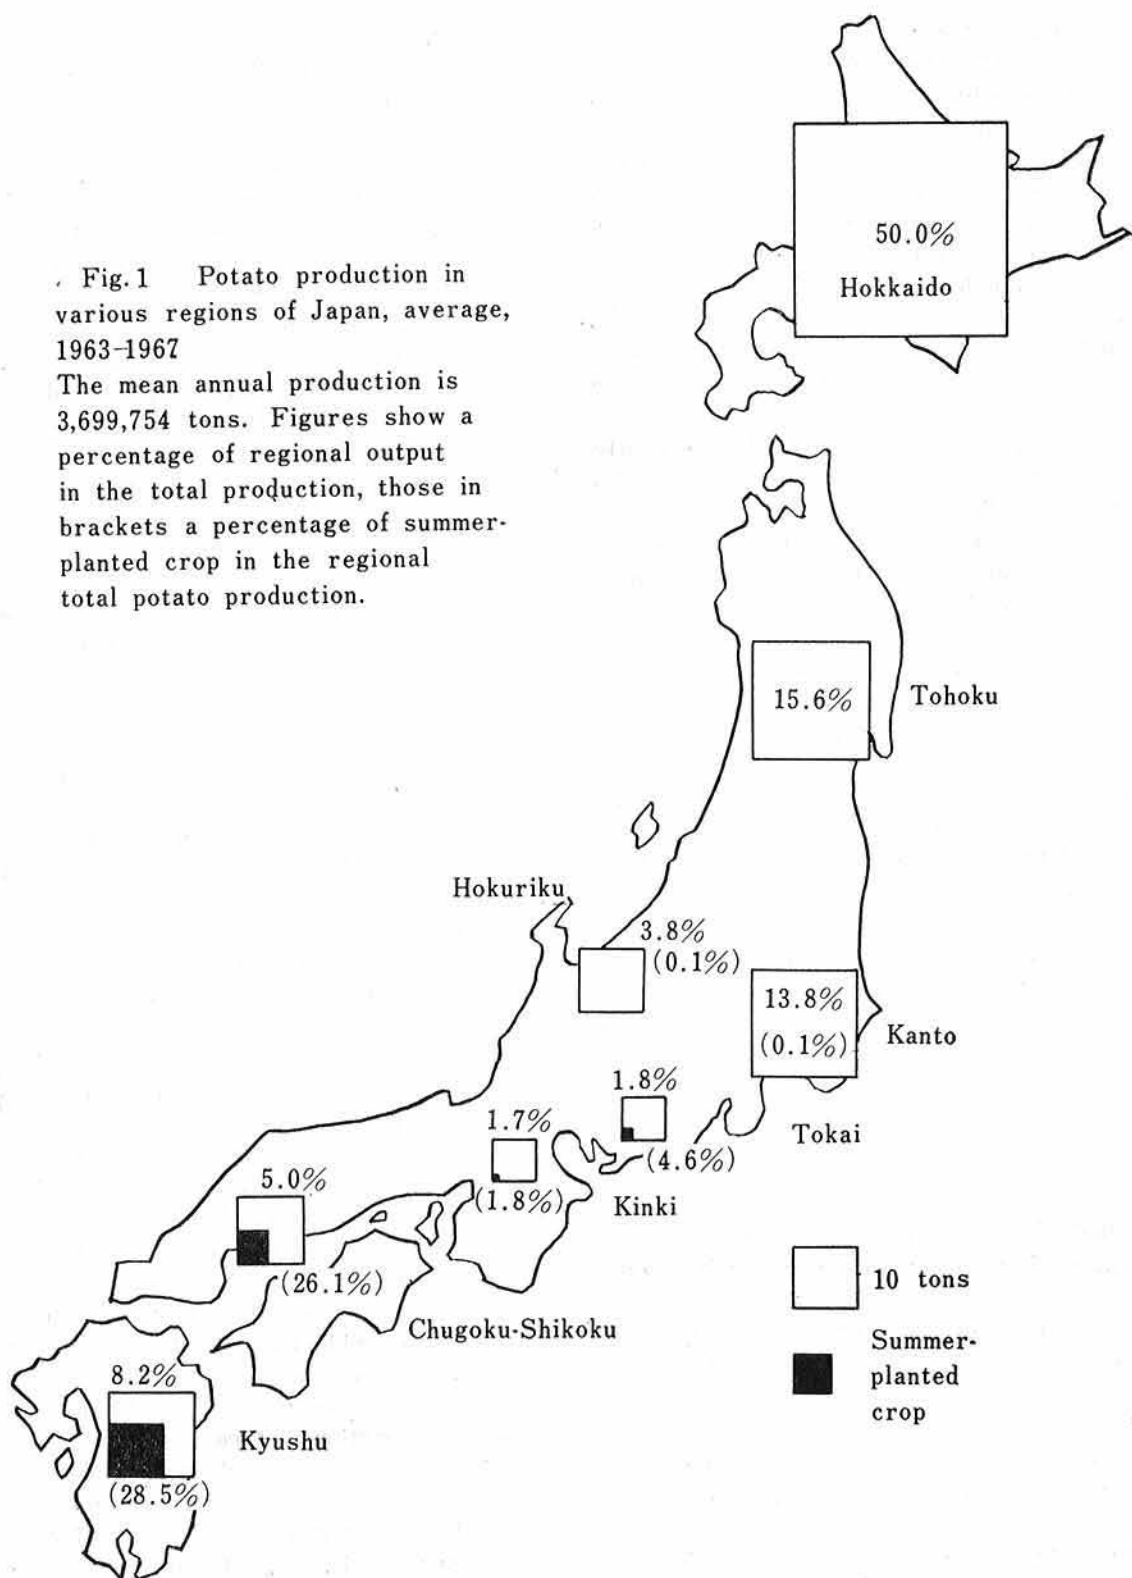 Fig. 1 Potato production in
various regions of Japan, average,
1963-1967
The mean annual production is
3,699,754 tons. Figures show a
percentage of regional output
in the total production, those in
brackets a percentage of summer-
planted crop in the regional
total potato production.
50.0%
Hokkaido
15.6%
Tohoku
Hokuriku
3.8%
(0.1%)
13.8%
(0.1%)
Kanto
1.8%
(4.6%)
Tokai
1.7%
(1.8%)
Kinki
5.0%
(26.1%)
Chugoku-Shikoku
8.2%
(28.5%)
Kyushu
10 tons
Summer-
planted
crop